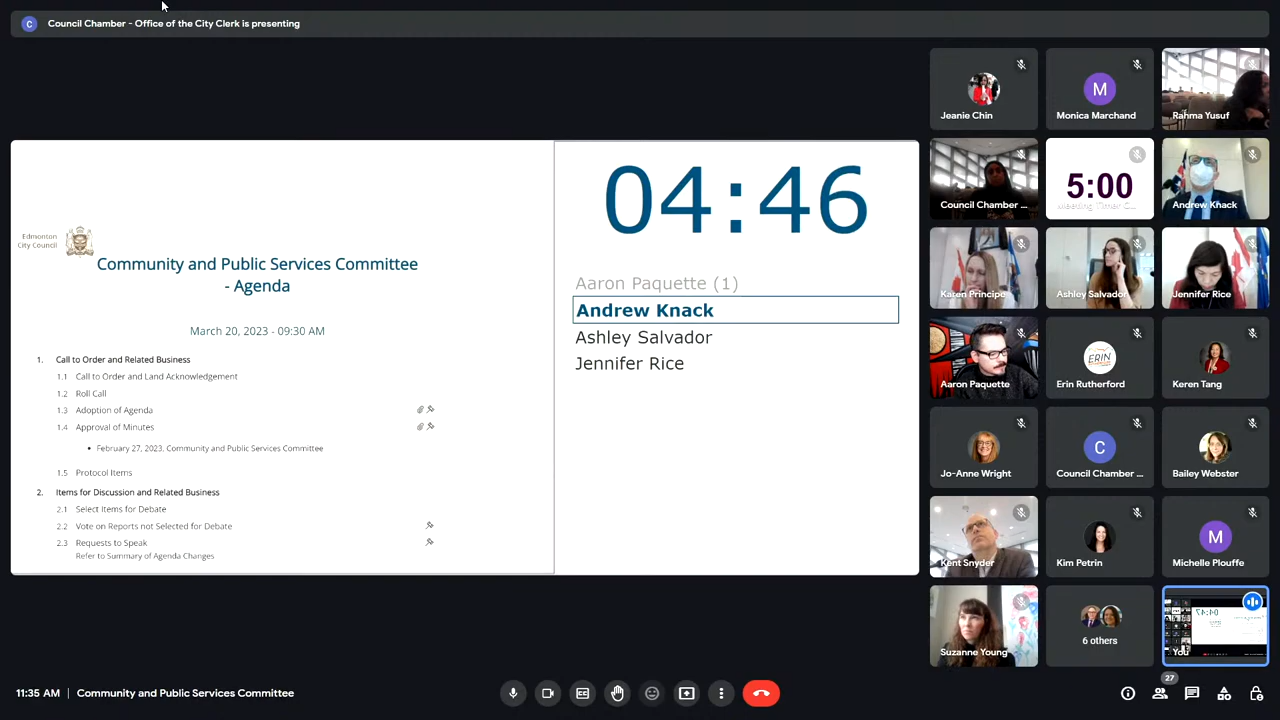 C Council Chamber - Office of the City Clerk is presenting
Edmonton
City Council
Community and Public Services Committee
- Agenda
March 20, 2023 - 09:30 AM
1. Call to Order and Related Business
1.1 Call to Order and Land Acknowledgement
1.2 Roll Call
1.3 Adoption of Agenda
1.4 Approval of Minutes
• February 27, 2023, Community and Public Services Committee
1.5 Protocol Items
2. Items for Discussion and Related Business
2.1 Select Items for Debate
2.2 Vote on Reports not Selected for Debate
2.3 Requests to Speak
Refer to Summary of Agenda Changes
04:46
Aaron Paquette (1)
Andrew Knack
Ashley Salvador
Jennifer Rice
Jeanie Chin
M
Monica Marchand
Rahma Yusuf
Council Chamber ...
5:00
Meeting Timer C...
Andrew Knack
Karen Principe
Ashley Salvador
Jennifer Rice
Aaron Paquette
ERIN
Erin Rutherford
Keren Tang
Jo-Anne Wright
C
Council Chamber ...
Bailey Webster
Kent Snyder
Kim Petrin
M
Michelle Plouffe
Suzanne Young
6 others
04:47
You
11:35 AM | Community and Public Services Committee
27